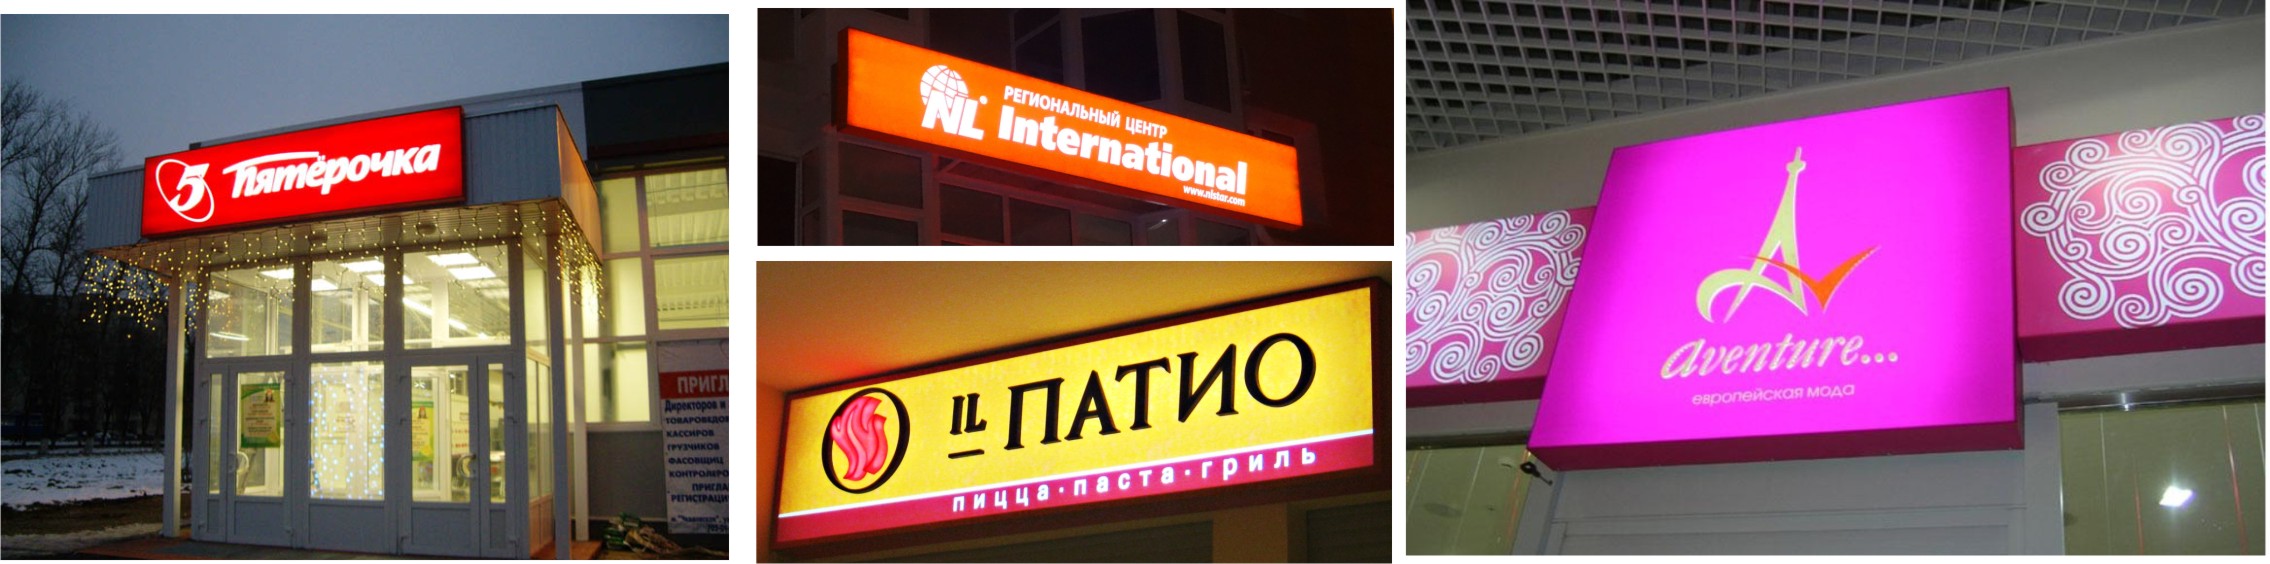 5 Пятёрочка
ПРИГЛ
Директоров и
ТОВАРОВЕДО
КАССИРОВ
ГРУЗЧИКОВ
ФАСОВЩИЦ
КОНТРОЛЕРО
ПРИГЛА
РЕГИСТРАЦИ
NL
РЕГИОНАЛЬНЫЙ ЦЕНТР
International
www.nlstar.com
IL ПАТИО
пицца·паста·гриль
aventure...
европейская мода